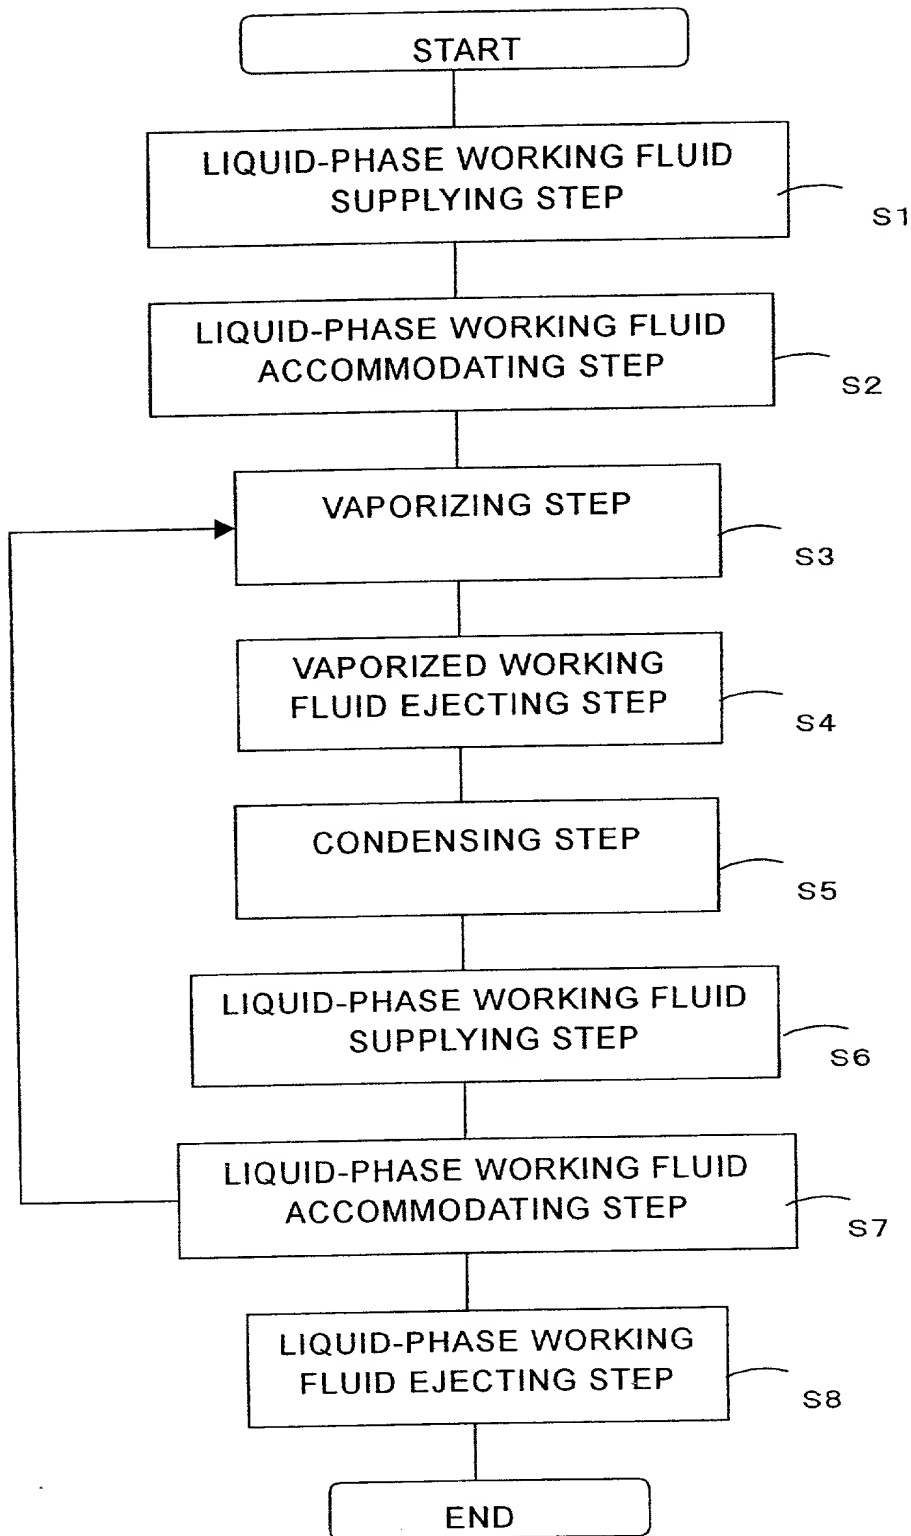 START
LIQUID-PHASE WORKING FLUID
SUPPLYING STEP
S1
LIQUID-PHASE WORKING FLUID
ACCOMMODATING STEP
S2
VAPORIZING STEP
S3
VAPORIZED WORKING
FLUID EJECTING STEP
S4
CONDENSING STEP
S5
LIQUID-PHASE WORKING FLUID
SUPPLYING STEP
S6
LIQUID-PHASE WORKING FLUID
ACCOMMODATING STEP
S7
LIQUID-PHASE WORKING
FLUID EJECTING STEP
S8
END